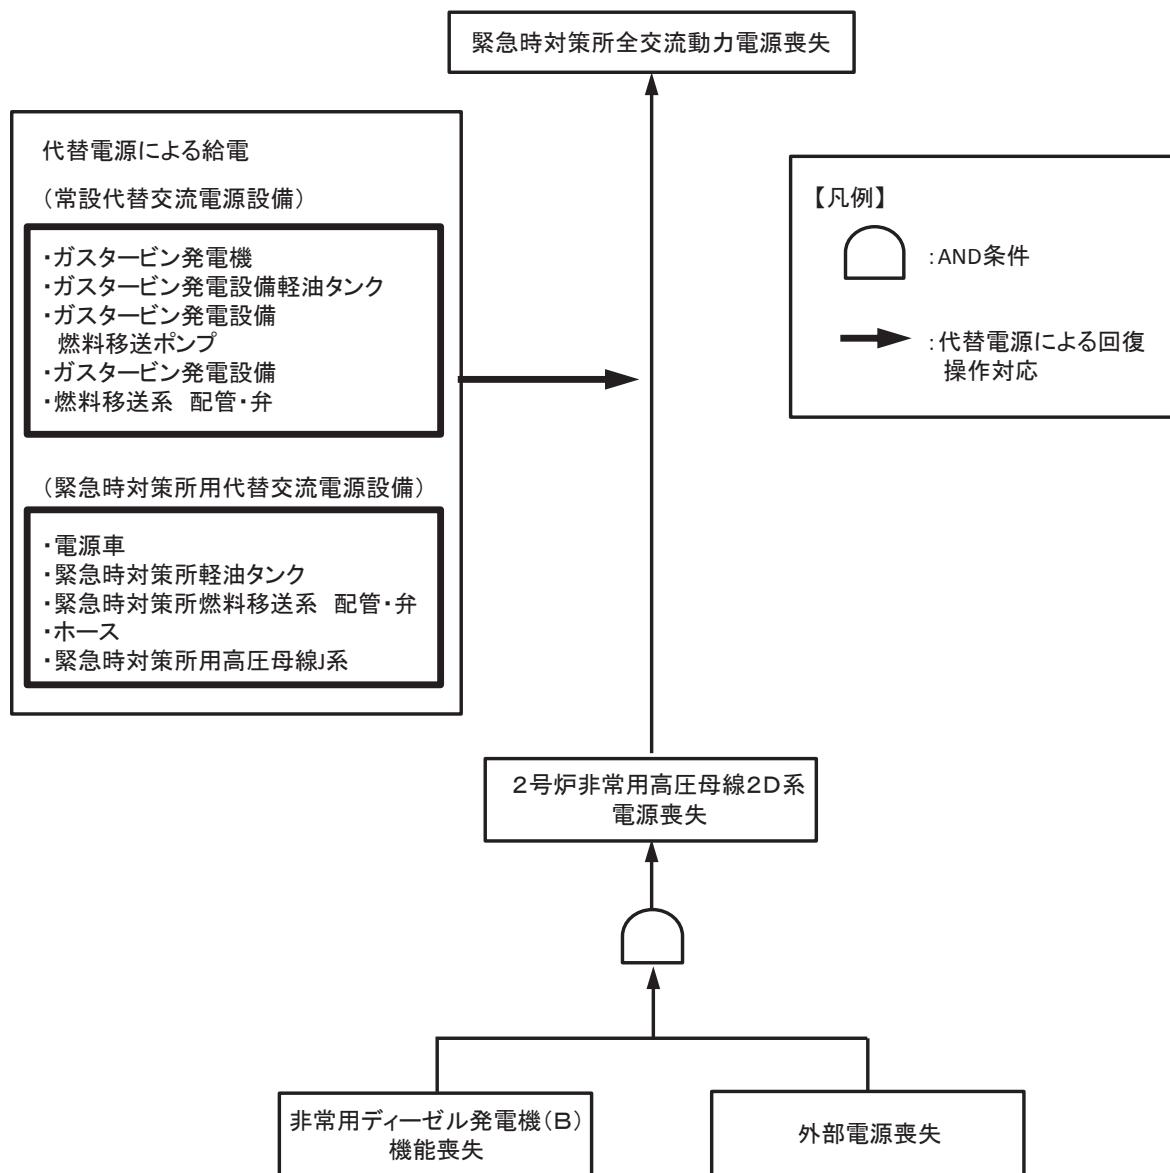 緊急時対策所全交流動力電源喪失
代替電源による給電
（常設代替交流電源設備）
・ガスタービン発電機
・ガスタービン発電設備軽油タンク
・ガスタービン発電設備
燃料移送ポンプ
・ガスタービン発電設備
・燃料移送系　配管・弁
（緊急時対策所用代替交流電源設備）
・電源車
・緊急時対策所軽油タンク
・緊急時対策所燃料移送系　配管・弁
・ホース
・緊急時対策所用高圧母線J系
【凡例】
：AND条件
：代替電源による回復
操作対応
２号炉非常用高圧母線２D系
電源喪失
非常用ディーゼル発電機（B）
機能喪失
外部電源喪失